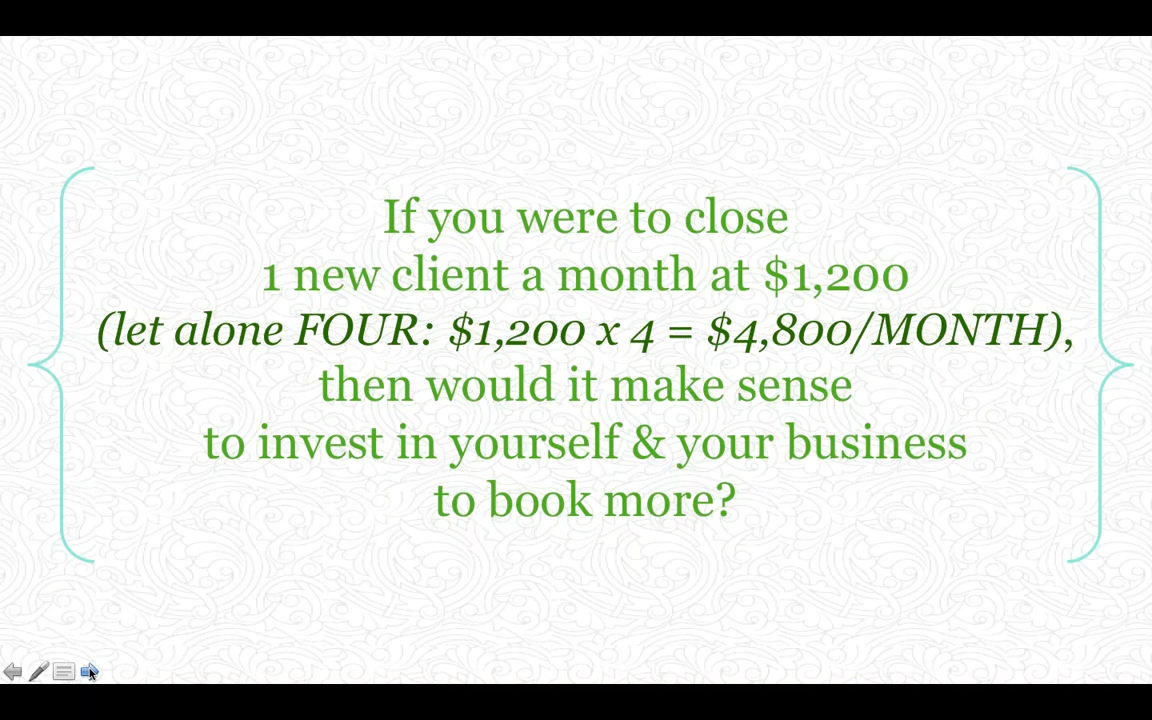 If you were to close
1 new client a month at $1,200
(let alone FOUR: $1,200 x 4 = $4,800/MONTH),
then would it make sense
to invest in yourself & your business
to book more?